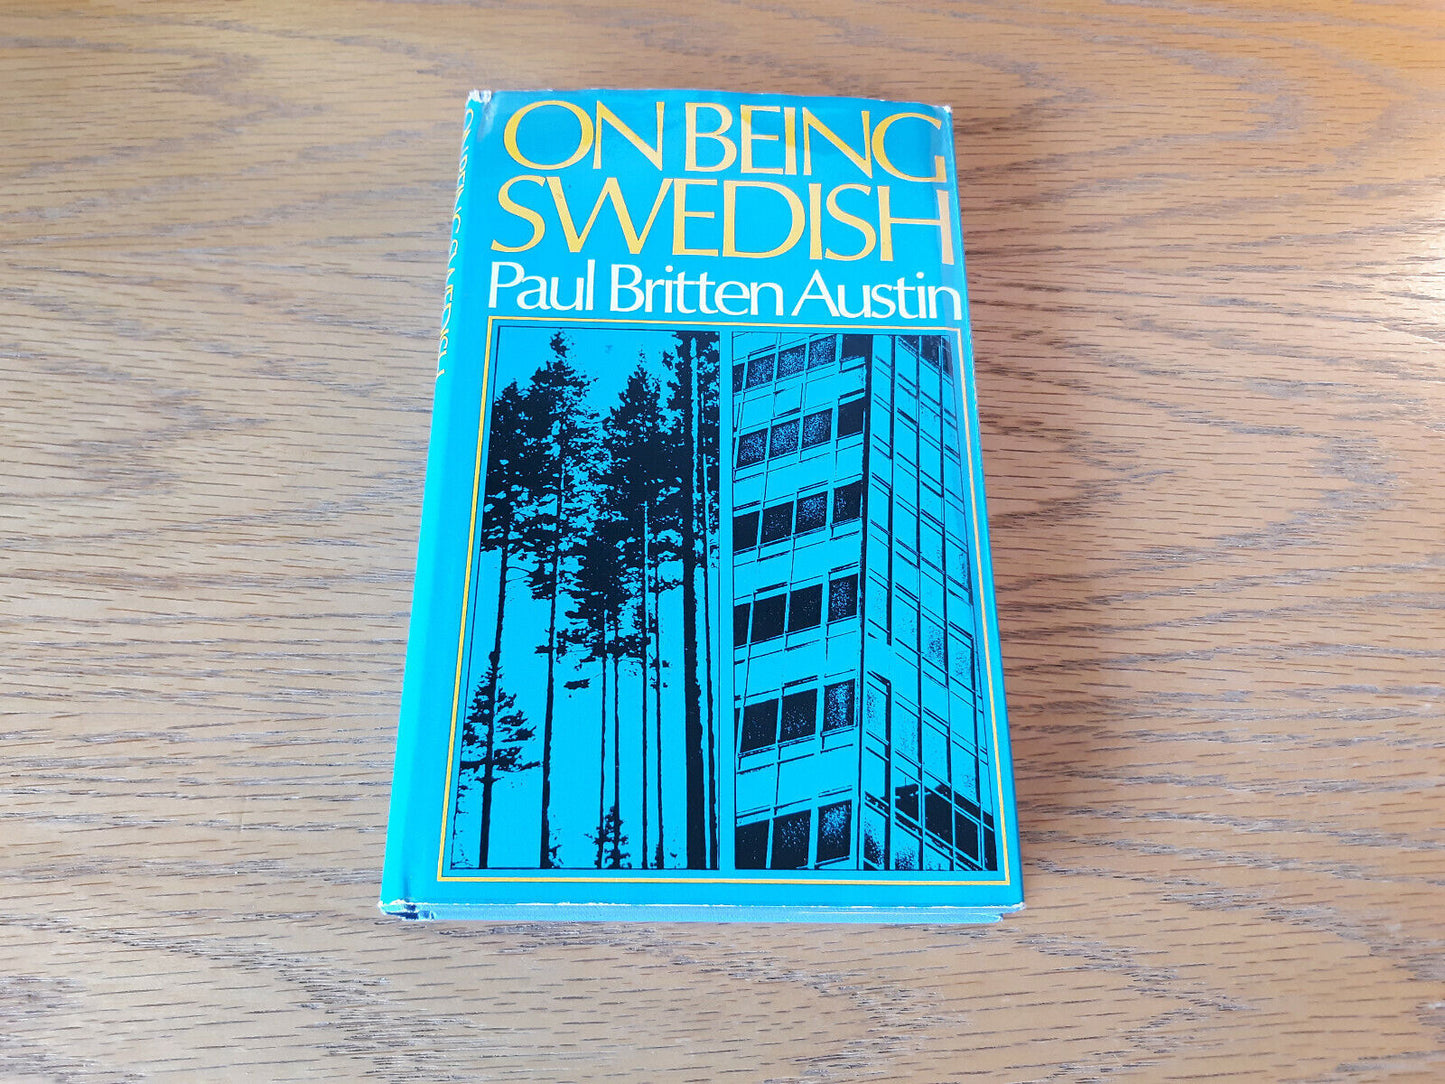 ON BEING
SWEDISH
Paul Britten Austin
ON BEING SWEDISH